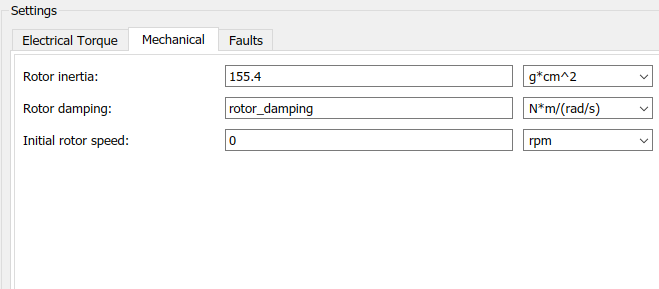 Settings
Electrical Torque Mechanical Faults
Rotor inertia: 155.4 g*cm^2
Rotor damping: rotor_damping N*m/(rad/s)
Initial rotor speed: 0 rpm